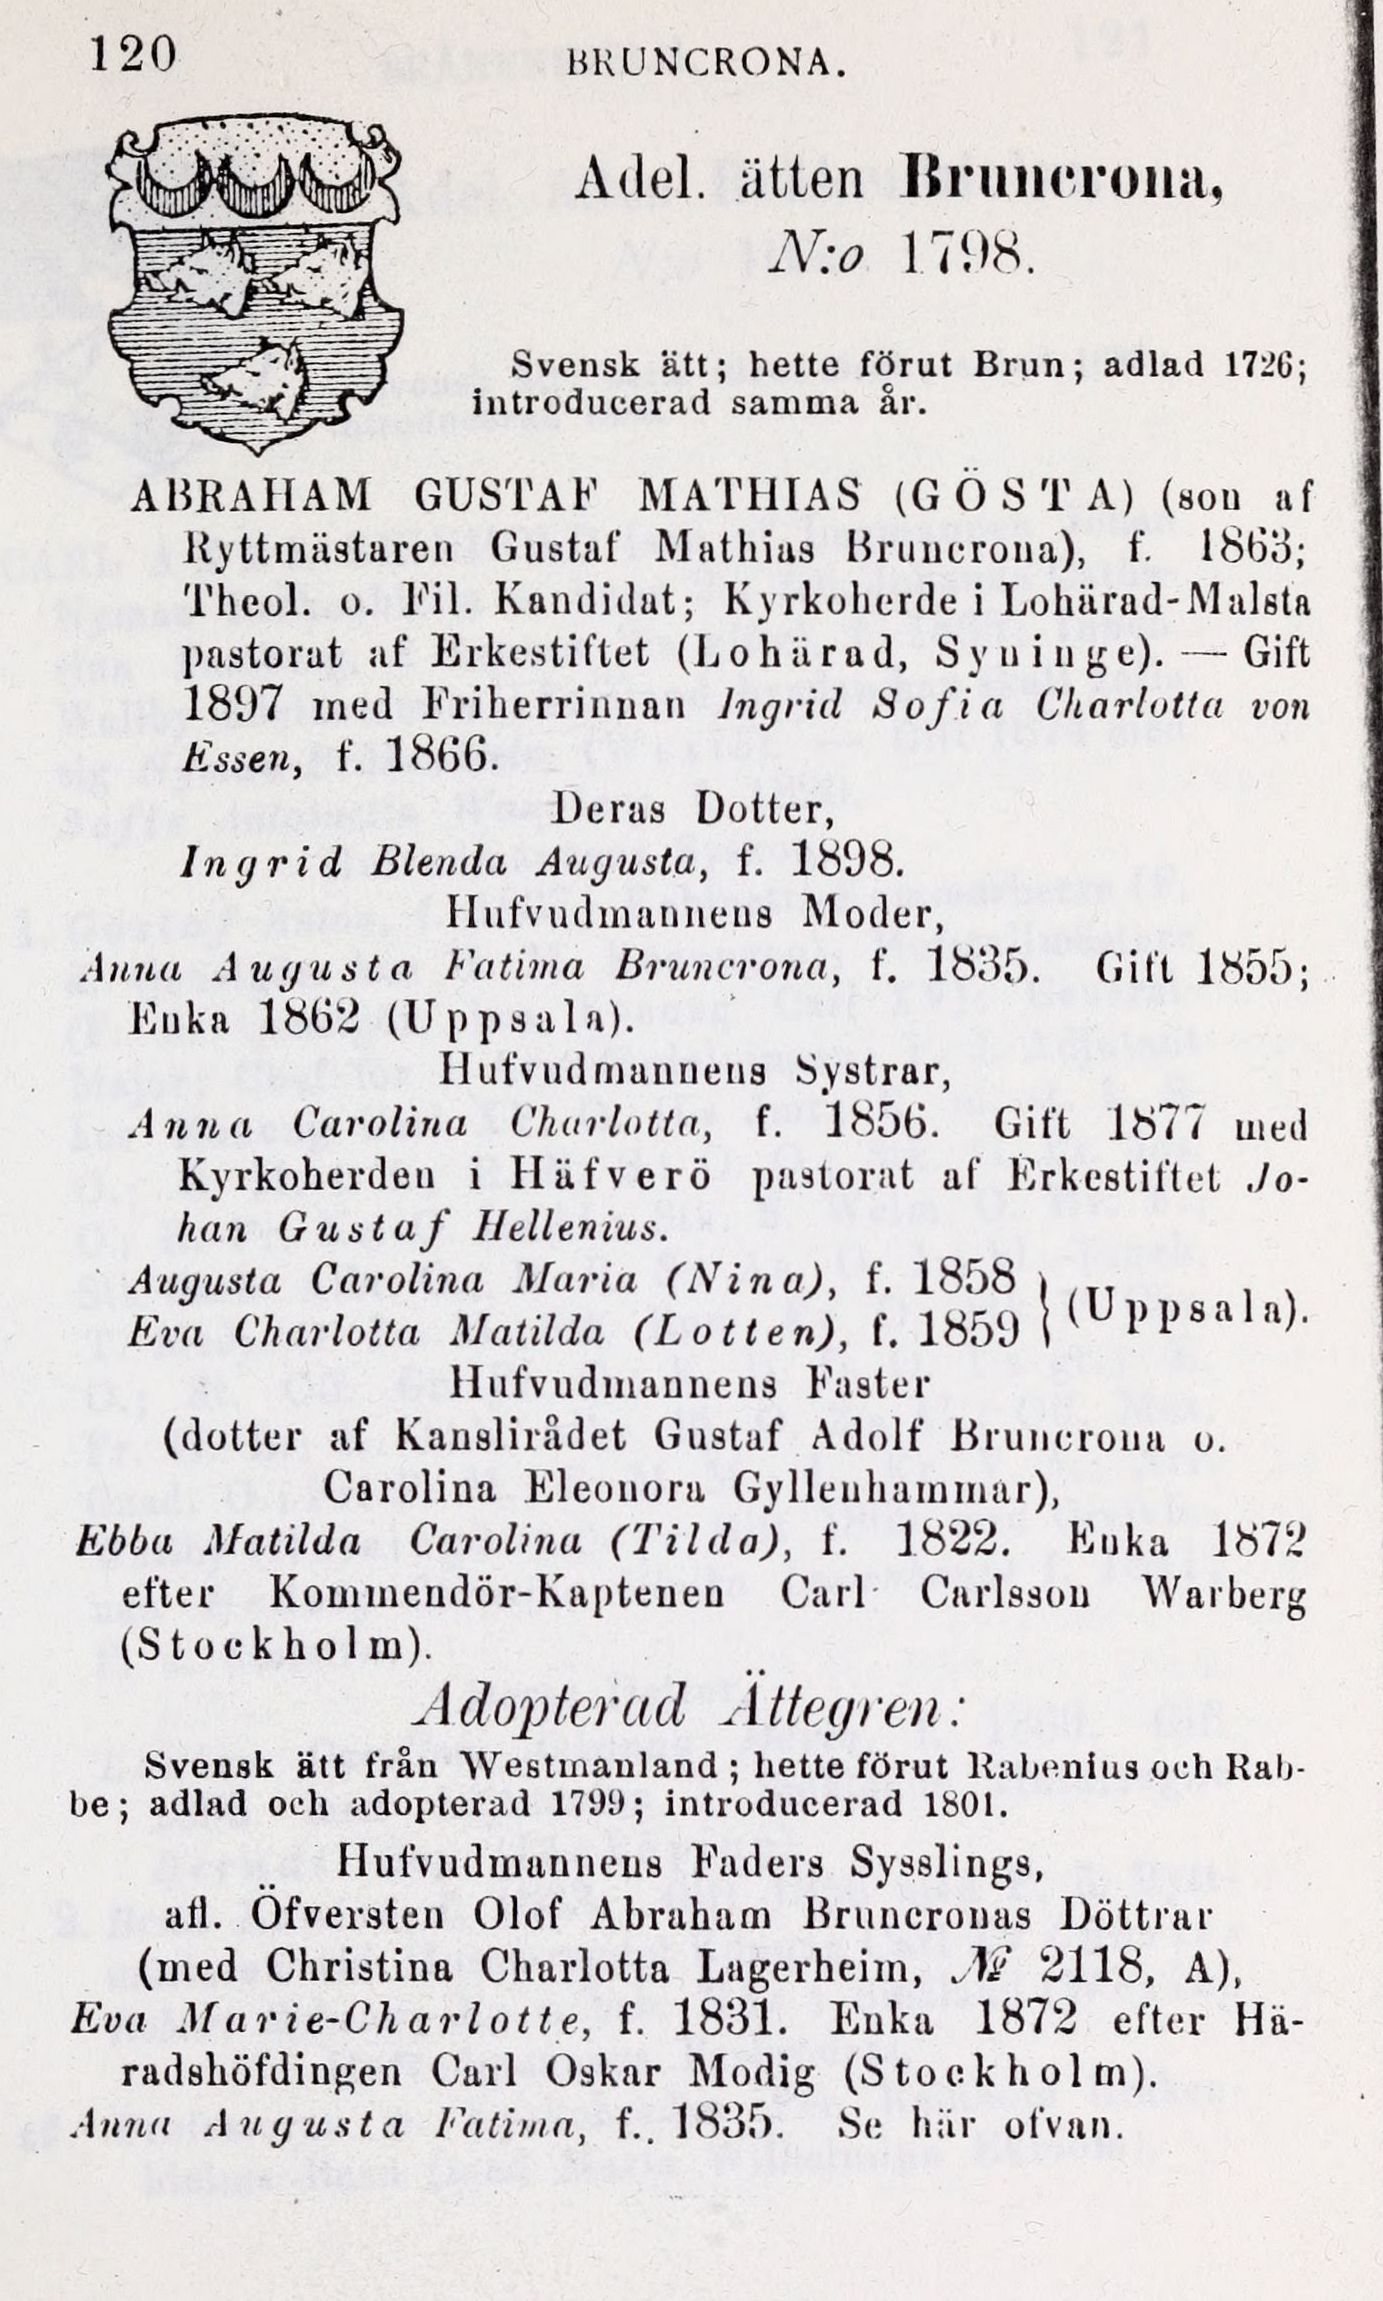 120
BRUNCRONA.
Adel. ätten Bruncrona,
N:o 1798.
Svensk ätt; hette förut Brun; adlad 1726;
introducerad samma år.
ABRAHAM GUSTAF MATHIAS (GÖSTA) (son af
Ryttmästaren Gustaf Mathias Bruncrona), f. 1863;
Theol. o. Fil. Kandidat; Kyrkoherde i Lohärad-Malsta
pastorat af Erkestiftet (Lohärad, Syninge). — Gift
1897 med Friherrinnan Ingrid Sofia Charlotta von
Essen, f. 1866.
Deras Dotter,
Ingrid Blenda Augusta, f. 1898.
Hufvudmannens Moder,
Anna Augusta Fatima Bruncrona, f. 1835. Gift 1855;
Enka 1862 (Uppsala).
Hufvudmannens Systrar,
Anna Carolina Charlotta, f. 1856. Gift 1877 med
Kyrkoherden i Häfverö pastorat af Erkestiftet Jo-
han Gustaf Hellenius.
Augusta Carolina Maria (Nina), f. 1858
Eva Charlotta Matilda (Lotten), f. 1859 } (Uppsala).
Hufvudmannens Faster
(dotter af Kanslirådet Gustaf Adolf Bruncrona o.
Carolina Eleonora Gyllenhammar),
Ebba Matilda Carolina (Tilda), f. 1822. Enka 1872
efter Kommendör-Kaptenen Carl Carlsson Warberg
(Stockholm).
Adopterad Ättegren:
Svensk ätt från Westmanland; hette förut Rabenius och Rab-
be; adlad och adopterad 1799; introducerad 1801.
Hufvudmannens Faders Sysslings,
afl. Öfversten Olof Abraham Bruncronas Döttrar
(med Christina Charlotta Lagerheim, № 2118, A),
Eva Marie-Charlotte, f. 1831. Enka 1872 efter Hä-
radshöfdingen Carl Oskar Modig (Stockholm).
Anna Augusta Fatima, f. 1835. Se här ofvan.